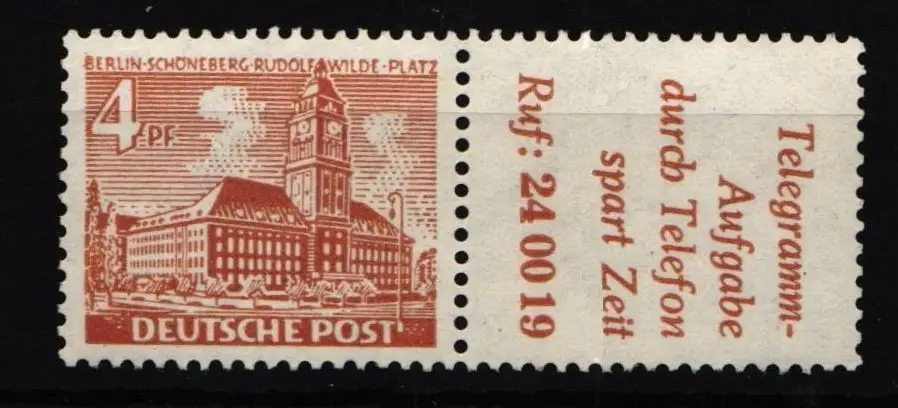 BERLIN-SCHÖNEBERG-RUDOLF WILDE-PLATZ
4 PF.
DEUTSCHE POST
Telegramm-
Aufgabe
durch Telefon
spart Zeit
Ruf: 24 00 19